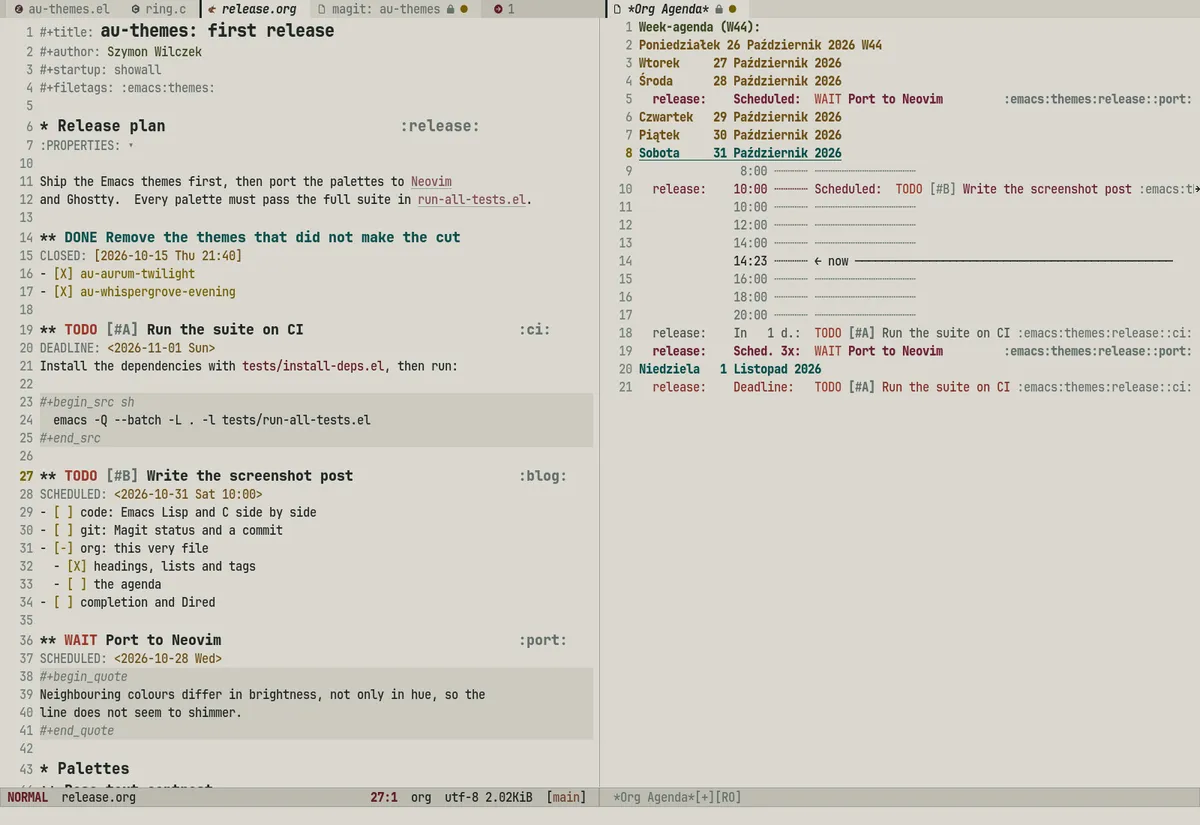 au-themes.el ring.c release.org magit: au-themes 1
1 #+title: au-themes: first release
2 #+author: Szymon Wilczek
3 #+startup: showall
4 #+filetags: :emacs:themes:
5
6 * Release plan :release:
7 :PROPERTIES: ▾
10
11 Ship the Emacs themes first, then port the palettes to Neovim
12 and Ghostty.  Every palette must pass the full suite in run-all-tests.el.
13
14 ** DONE Remove the themes that did not make the cut
15 CLOSED: [2026-10-15 Thu 21:40]
16 - [X] au-aurum-twilight
17 - [X] au-whispergrove-evening
18
19 ** TODO [#A] Run the suite on CI :ci:
20 DEADLINE: <2026-11-01 Sun>
21 Install the dependencies with tests/install-deps.el, then run:
22
23 #+begin_src sh
24   emacs -Q --batch -L . -l tests/run-all-tests.el
25 #+end_src
26
27 ** TODO [#B] Write the screenshot post :blog:
28 SCHEDULED: <2026-10-31 Sat 10:00>
29 - [ ] code: Emacs Lisp and C side by side
30 - [ ] git: Magit status and a commit
31 - [-] org: this very file
32   - [X] headings, lists and tags
33   - [ ] the agenda
34 - [ ] completion and Dired
35
36 ** WAIT Port to Neovim :port:
37 SCHEDULED: <2026-10-28 Wed>
38 #+begin_quote
39 Neighbouring colours differ in brightness, not only in hue, so the
40 line does not seem to shimmer.
41 #+end_quote
42
43 * Palettes
NORMAL release.org 27:1 org utf-8 2.02KiB [main]
*Org Agenda*
1 Week-agenda (W44):
2 Poniedziałek 26 Październik 2026 W44
3 Wtorek 27 Październik 2026
4 Środa 28 Październik 2026
5 release: Scheduled: WAIT Port to Neovim :emacs:themes:release::port:
6 Czwartek 29 Październik 2026
7 Piątek 30 Październik 2026
8 Sobota 31 Październik 2026
9 8:00
10 release: 10:00 Scheduled: TODO [#B] Write the screenshot post :emacs:t
11 10:00
12 12:00
13 14:00
14 14:23 ← now
15 16:00
16 18:00
17 20:00
18 release: In 1 d.: TODO [#A] Run the suite on CI :emacs:themes:release::ci:
19 release: Sched. 3x: WAIT Port to Neovim :emacs:themes:release::port:
20 Niedziela 1 Listopad 2026
21 release: Deadline: TODO [#A] Run the suite on CI :emacs:themes:release::ci:
*Org Agenda*[+][RO]